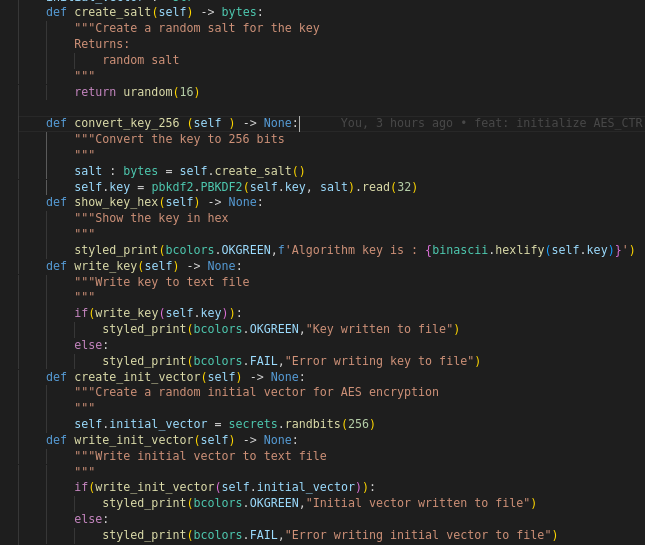 def create_salt(self) -> bytes:
"""Create a random salt for the key
Returns:
random salt
"""
return urandom(16)
def convert_key_256 (self ) -> None: You, 3 hours ago • feat: initialize AES_CTR
"""Convert the key to 256 bits
"""
salt : bytes = self.create_salt()
self.key = pbkdf2.PBKDF2(self.key, salt).read(32)
def show_key_hex(self) -> None:
"""Show the key in hex
"""
styled_print(bcolors.OKGREEN,f'Algorithm key is : {binascii.hexlify(self.key)}')
def write_key(self) -> None:
"""Write key to text file
"""
if(write_key(self.key)):
styled_print(bcolors.OKGREEN,"Key written to file")
else:
styled_print(bcolors.FAIL,"Error writing key to file")
def create_init_vector(self) -> None:
"""Create a random initial vector for AES encryption
"""
self.initial_vector = secrets.randbits(256)
def write_init_vector(self) -> None:
"""Write initial vector to text file
"""
if(write_init_vector(self.initial_vector)):
styled_print(bcolors.OKGREEN,"Initial vector written to file")
else:
styled_print(bcolors.FAIL,"Error writing initial vector to file")